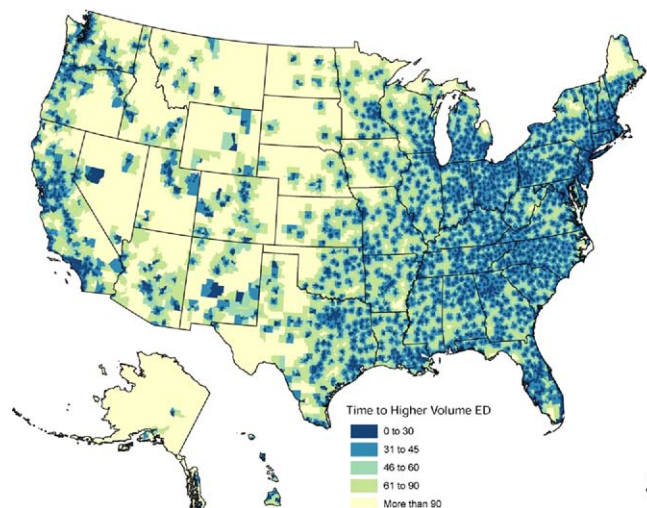 Time to Higher Volume ED
0 to 30
31 to 45
46 to 60
61 to 90
More than 90